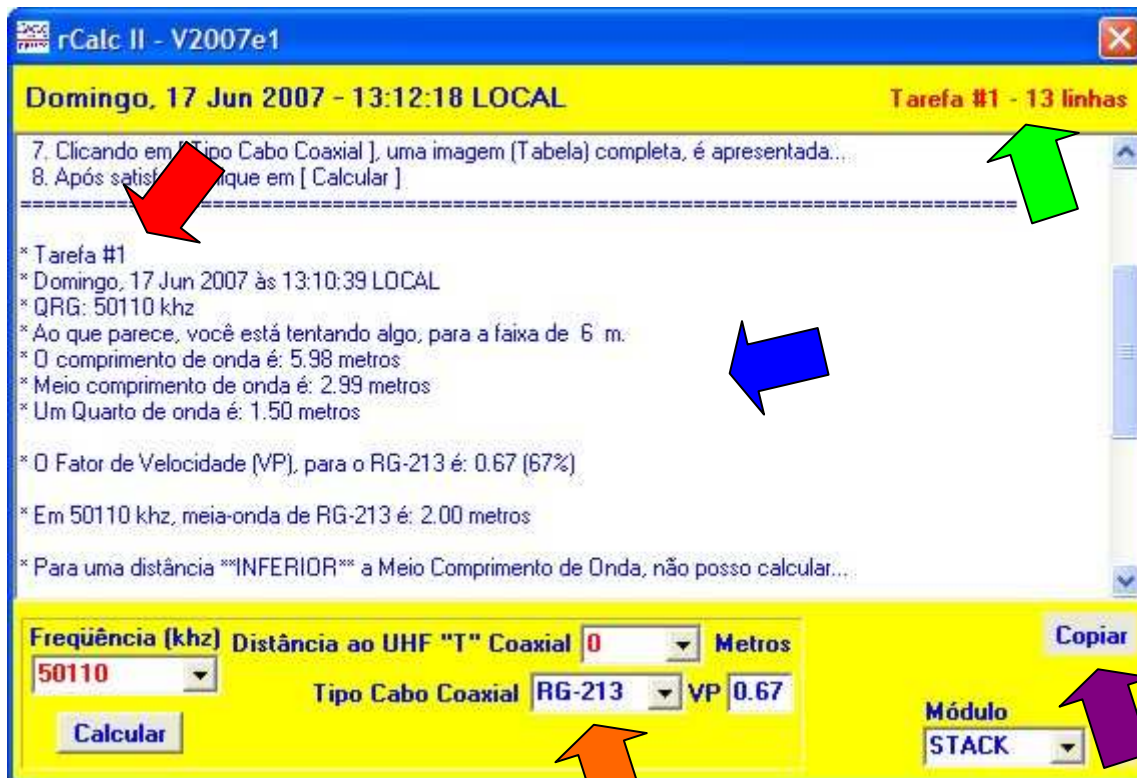 rCalc II - V2007e1
Domingo, 17 Jun 2007 - 13:12:18 LOCAL
Tarefa #1 - 13 linhas
7. Clicando em [ Tipo Cabo Coaxial ], uma imagem (Tabela) completa, é apresentada...
8. Após clique em [ Calcular ]
====================================================================================
* Tarefa #1
* Domingo, 17 Jun 2007 às 13:10:39 LOCAL
* QRG: 50110 khz
* Ao que parece, você está tentando algo, para a faixa de 6 m.
* O comprimento de onda é: 5.98 metros
* Meio comprimento de onda é: 2.99 metros
* Um Quarto de onda é: 1.50 metros
* O Fator de Velocidade (VP), para o RG-213 é: 0.67 (67%)
* Em 50110 khz, meia-onda de RG-213 é: 2.00 metros
* Para uma distância **INFERIOR** a Meio Comprimento de Onda, não posso calcular...
Freqüência (khz)
50110
Distância ao UHF "T" Coaxial 0 Metros
Tipo Cabo Coaxial RG-213 VP 0.67
Calcular
Copiar
Módulo
STACK